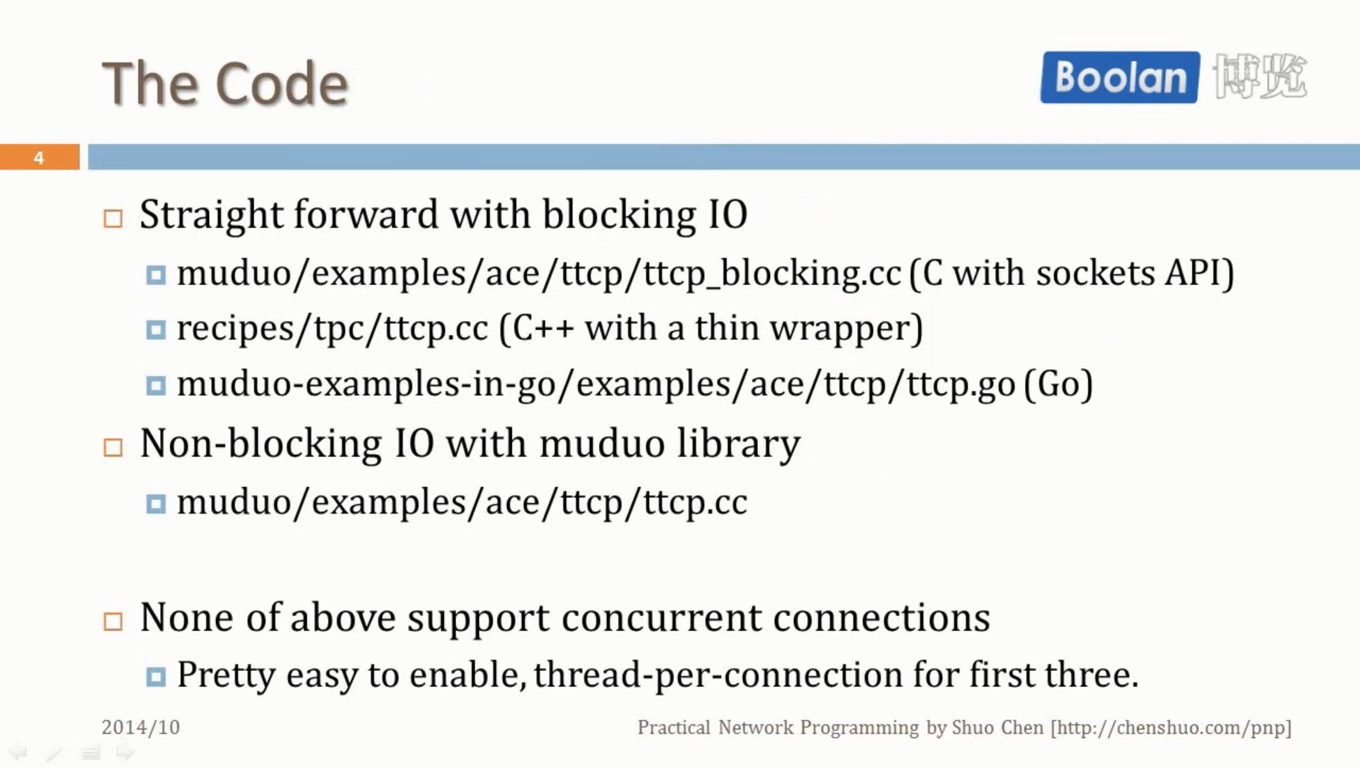 The Code
Boolan 博览
4
Straight forward with blocking IO
muduo/examples/ace/ttcp/ttcp_blocking.cc (C with sockets API)
recipes/tpc/ttcp.cc (C++ with a thin wrapper)
muduo-examples-in-go/examples/ace/ttcp/ttcp.go (Go)
Non-blocking IO with muduo library
muduo/examples/ace/ttcp/ttcp.cc
None of above support concurrent connections
Pretty easy to enable, thread-per-connection for first three.
2014/10
Practical Network Programming by Shuo Chen [http://chenshuo.com/pnp]